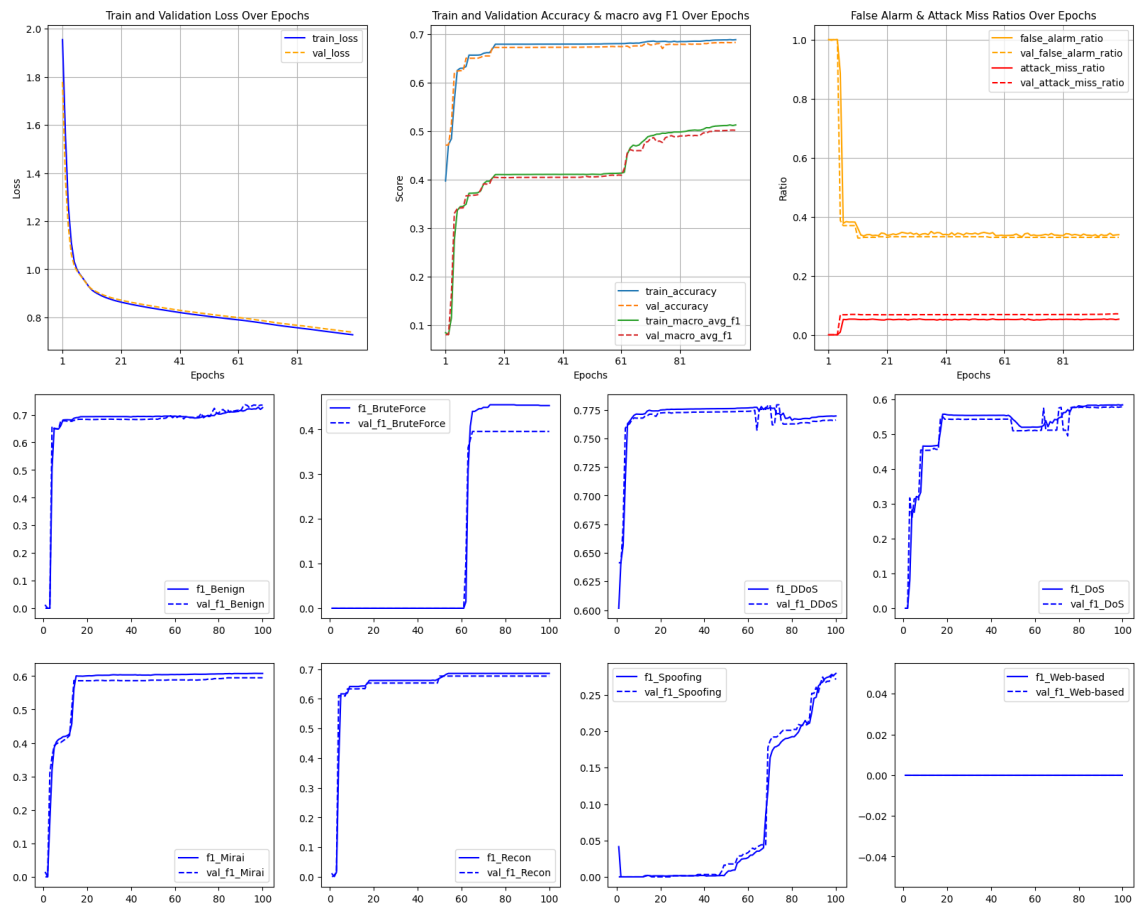 Train and Validation Loss Over Epochs
2.0
1.8
1.6
1.4
1.2
1.0
0.8
Loss
train_loss
val_loss
1 21 41 61 81
Epochs
Train and Validation Accuracy & macro avg F1 Over Epochs
0.7
0.6
0.5
0.4
0.3
0.2
0.1
Score
train_accuracy
val_accuracy
train_macro_avg_f1
val_macro_avg_f1
1 21 41 61 81
Epochs
False Alarm & Attack Miss Ratios Over Epochs
1.0
0.8
0.6
0.4
0.2
0.0
Ratio
false_alarm_ratio
val_false_alarm_ratio
attack_miss_ratio
val_attack_miss_ratio
1 21 41 61 81
Epochs
0.7
0.6
0.5
0.4
0.3
0.2
0.1
0.0
f1_Benign
val_f1_Benign
0 20 40 60 80 100
f1_BruteForce
val_f1_BruteForce
0.4
0.3
0.2
0.1
0.0
0 20 40 60 80 100
0.775
0.750
0.725
0.700
0.675
0.650
0.625
0.600
f1_DDoS
val_f1_DDoS
0 20 40 60 80 100
0.6
0.5
0.4
0.3
0.2
0.1
0.0
f1_DoS
val_f1_DoS
0 20 40 60 80 100
0.6
0.5
0.4
0.3
0.2
0.1
0.0
f1_Mirai
val_f1_Mirai
0 20 40 60 80 100
0.7
0.6
0.5
0.4
0.3
0.2
0.1
0.0
f1_Recon
val_f1_Recon
0 20 40 60 80 100
f1_Spoofing
val_f1_Spoofing
0.25
0.20
0.15
0.10
0.05
0.00
0 20 40 60 80 100
f1_Web-based
val_f1_Web-based
0.04
0.02
0.00
−0.02
−0.04
0 20 40 60 80 100